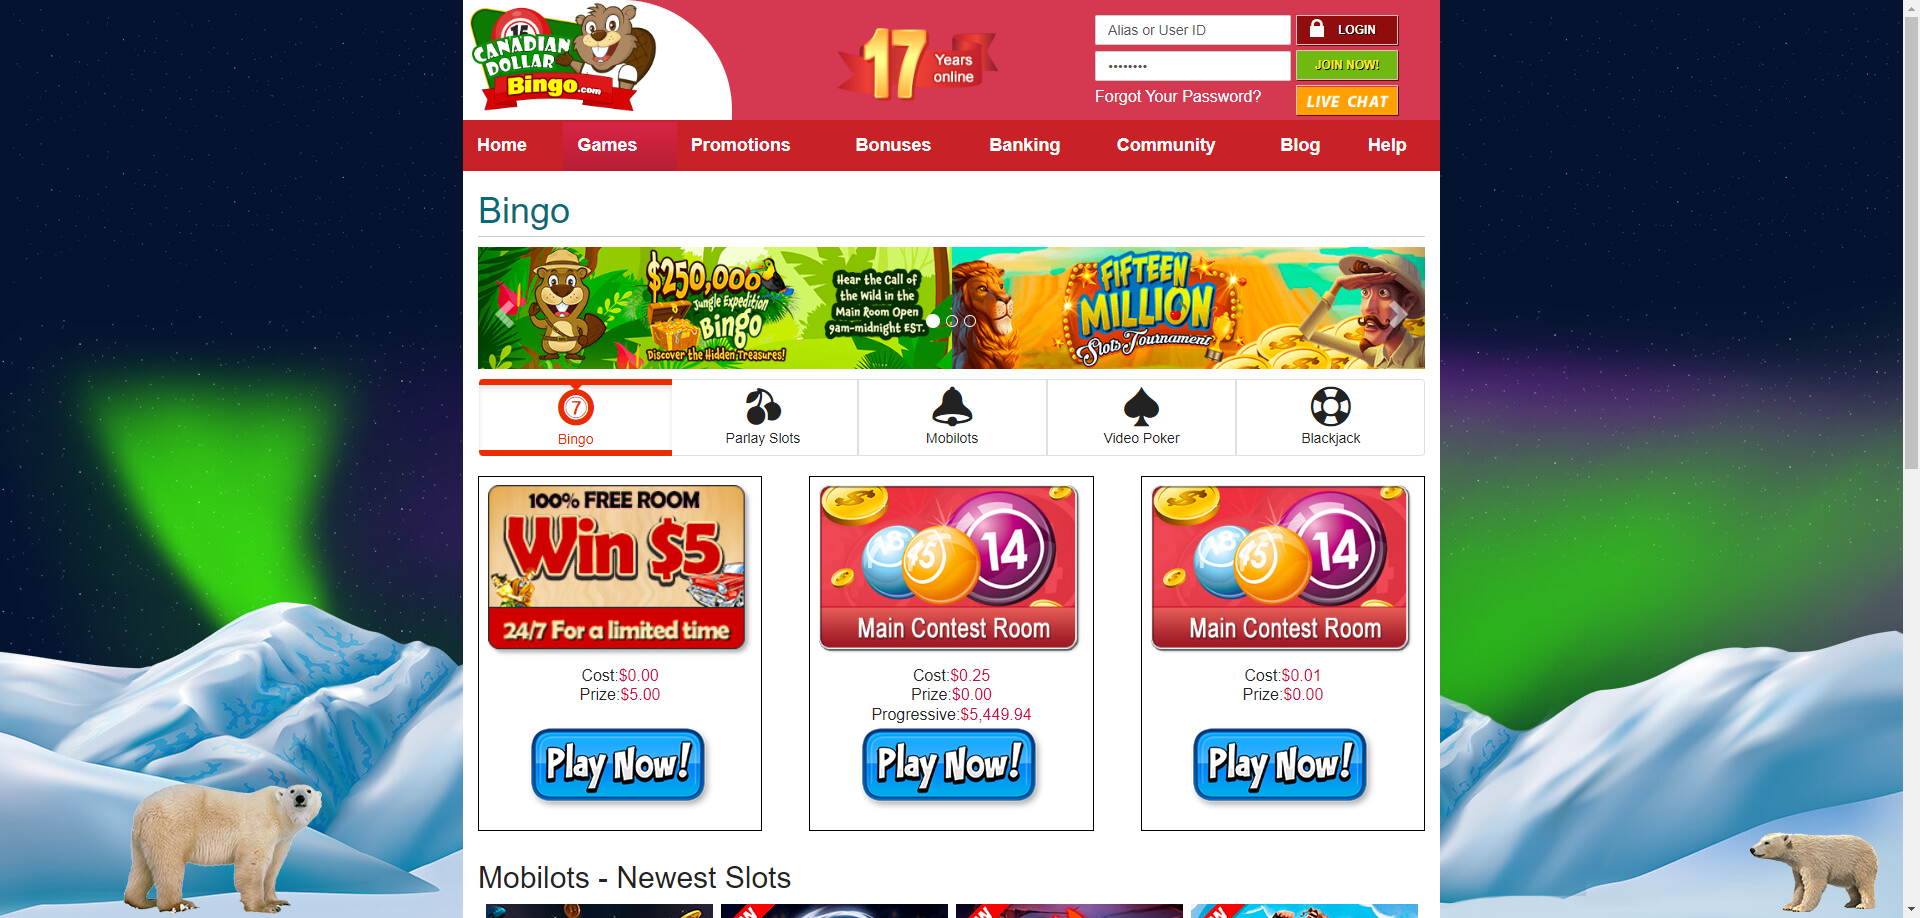 15
CANADIAN
DOLLAR
Bingo.com
17
Years
online
Alias or User ID
LOGIN
••••••••
JOIN NOW!
Forgot Your Password?
LIVE CHAT
Home
Games
Promotions
Bonuses
Banking
Community
Blog
Help
Bingo
$250,000
Jungle Expedition
Bingo
Discover the Hidden Treasures!
Hear the Call of
the Wild in the
Main Room Open
9am-midnight EST.
FIFTEEN
MILLION
Slots Tournament
7
Bingo
Parlay Slots
Mobilots
Video Poker
Blackjack
100% FREE ROOM
Win $5
24/7 For a limited time
Cost:$0.00
Prize:$5.00
Play Now!
18
45
14
Main Contest Room
Cost:$0.25
Prize:$0.00
Progressive:$5,449.94
Play Now!
18
45
14
Main Contest Room
Cost:$0.01
Prize:$0.00
Play Now!
Mobilots - Newest Slots